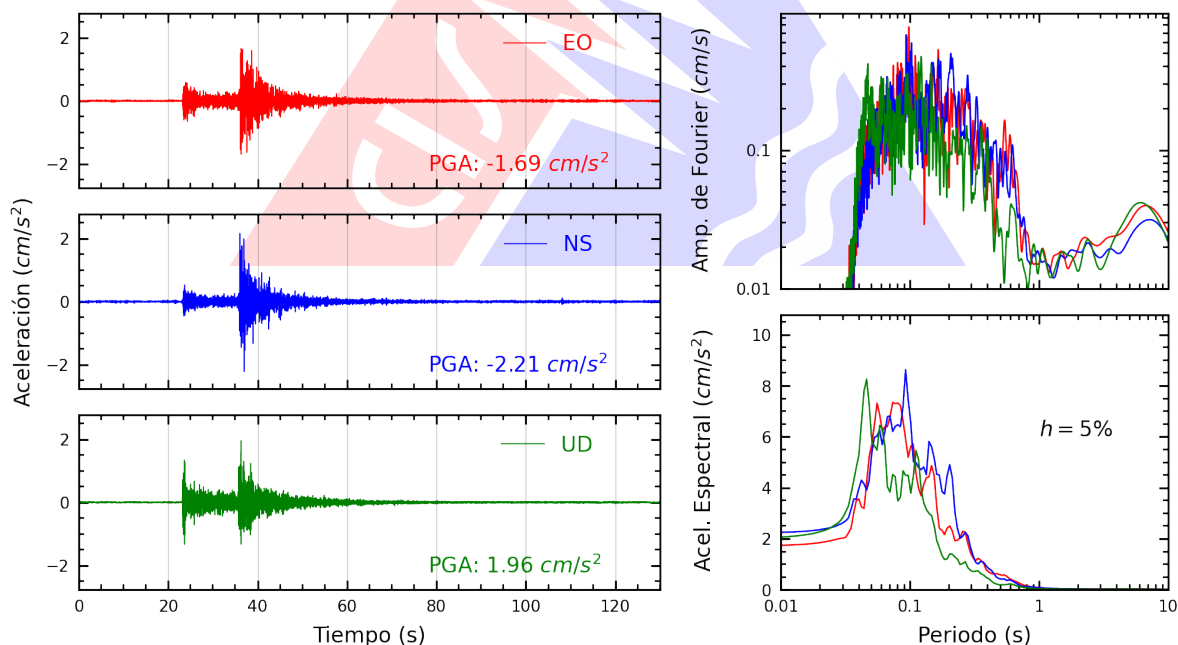 Aceleración (cm/s²)
2
0
−2
EO
PGA: -1.69 cm/s²
2
0
−2
NS
PGA: -2.21 cm/s²
2
0
−2
UD
PGA: 1.96 cm/s²
0
20
40
60
80
100
120
Tiempo (s)
Amp. de Fourier (cm/s)
0.1
0.01
Acel. Espectral (cm/s²)
10
8
6
4
2
0
h = 5%
0.01
0.1
1
10
Periodo (s)